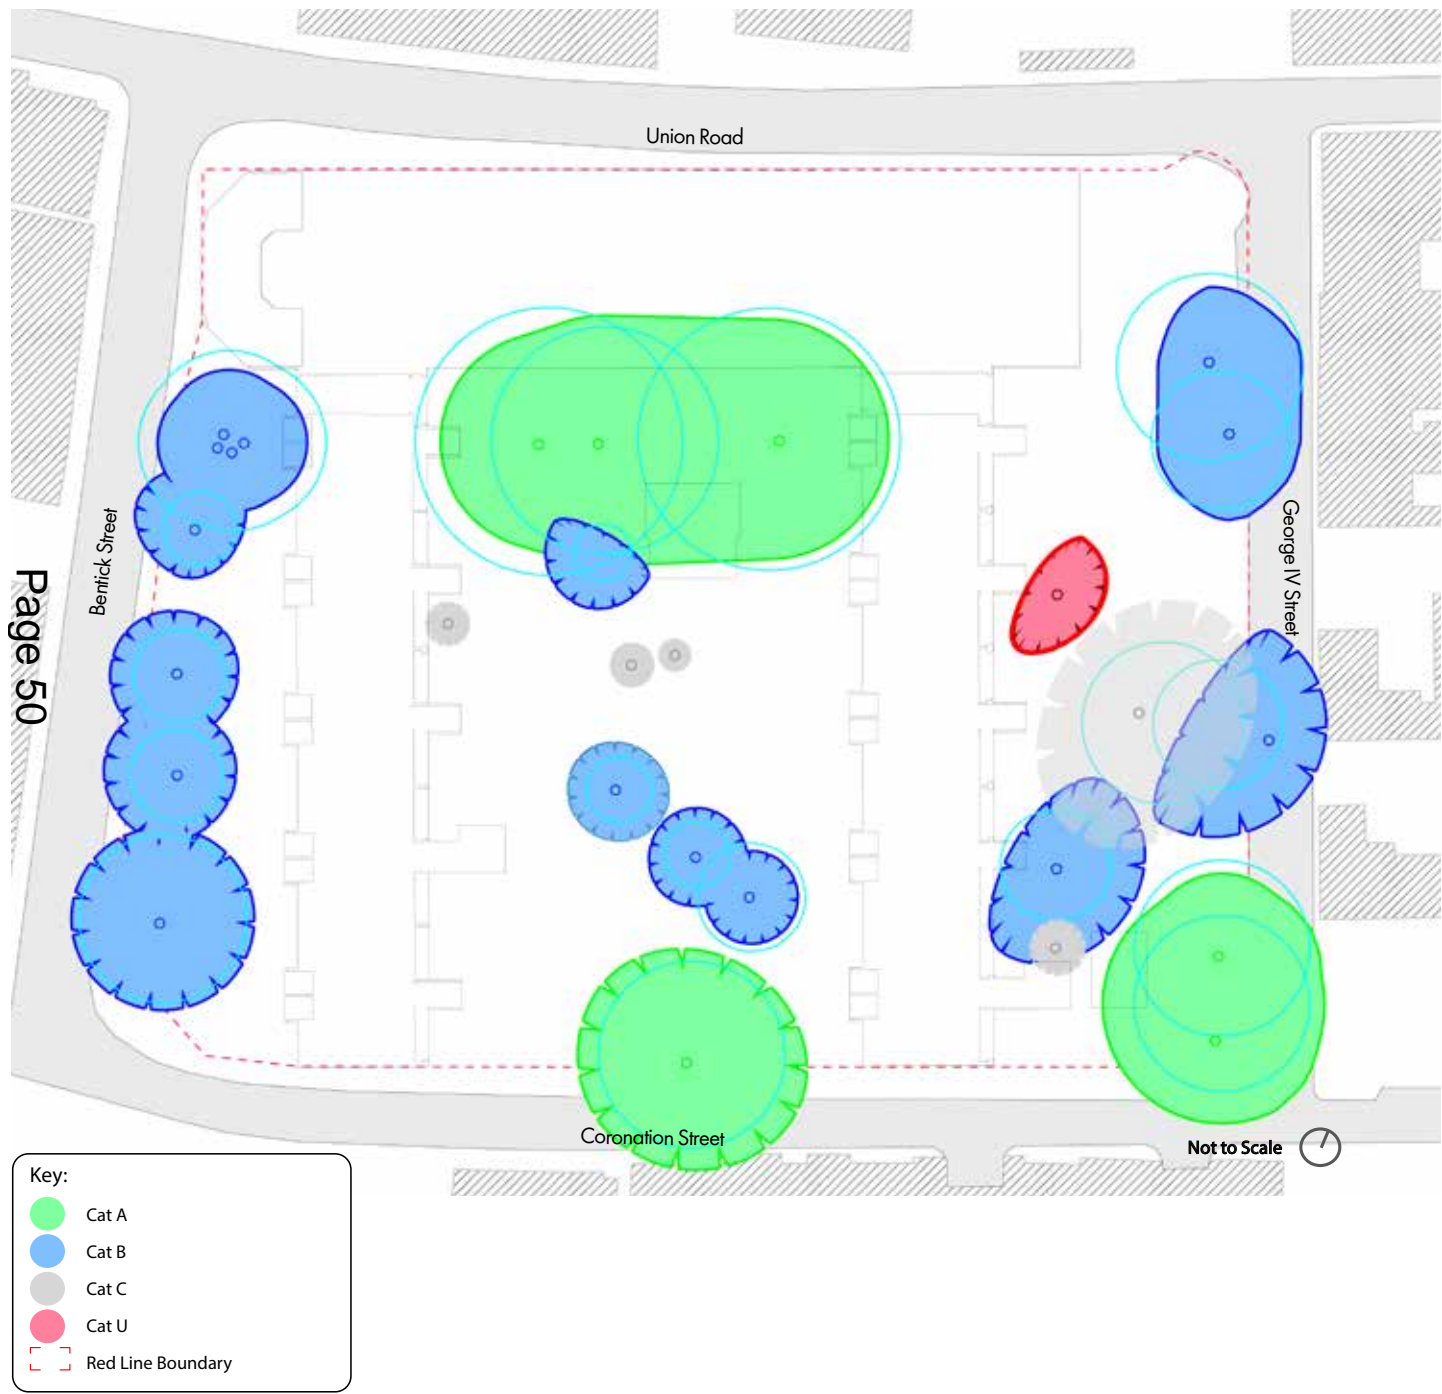 Union Road
Bentick Street
George IV Street
Page 50
Coronation Street
Not to Scale
Key:
Cat A
Cat B
Cat C
Cat U
Red Line Boundary